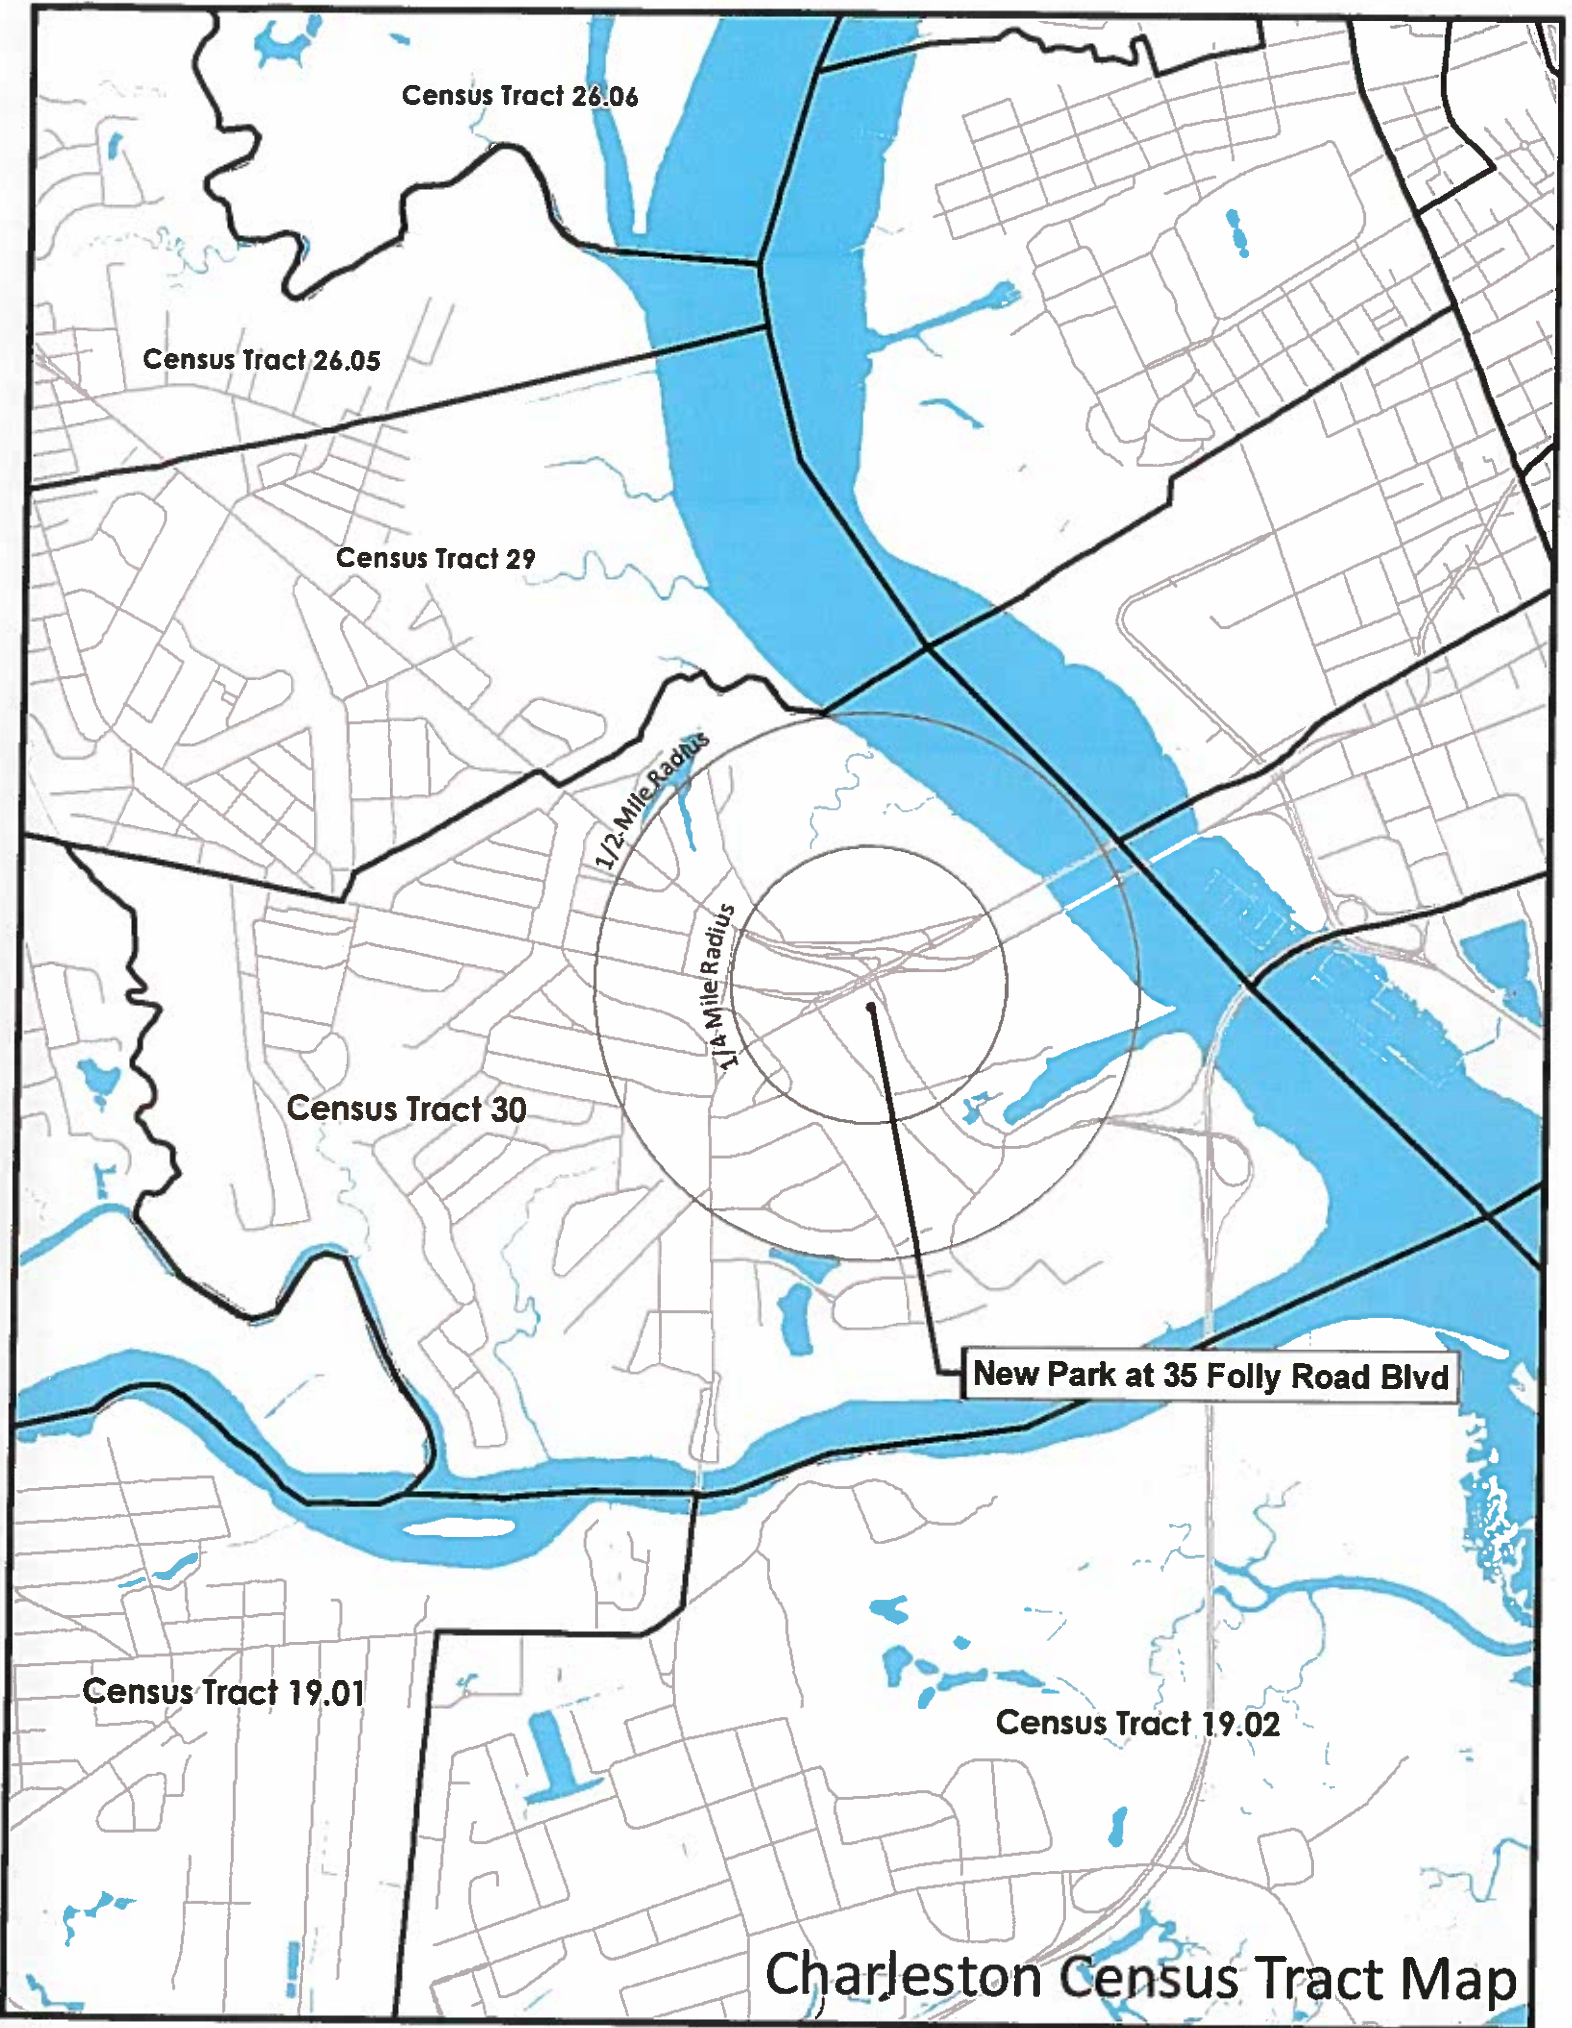 Census Tract 26.06
Census Tract 26.05
Census Tract 29
1/2-Mile Radius
1/4-Mile Radius
Census Tract 30
New Park at 35 Folly Road Blvd
Census Tract 19.01
Census Tract 19.02
Charleston Census Tract Map